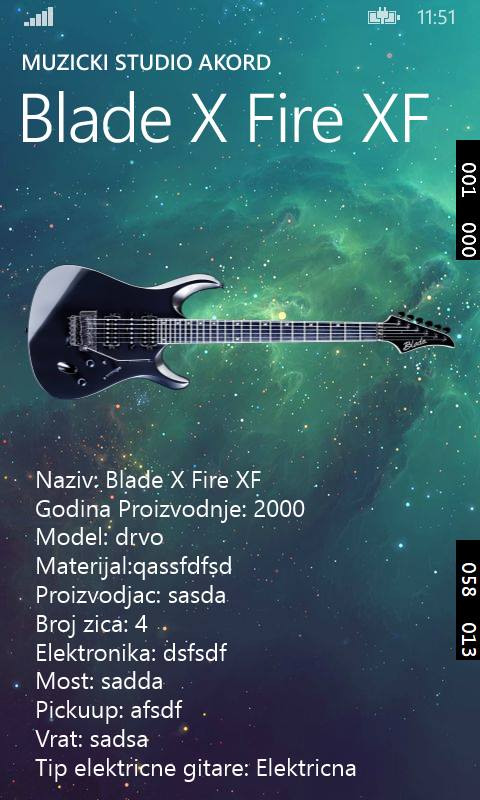 11:51
MUZICKI STUDIO AKORD
Blade X Fire XF
001 000
Blade
Naziv: Blade X Fire XF
Godina Proizvodnje: 2000
Model: drvo
Materijal:qassfdfsd
Proizvodjac: sasda
Broj zica: 4
Elektronika: dsfsdf
Most: sadda
Pickuup: afsdf
Vrat: sadsa
Tip elektricne gitare: Elektricna
058 013